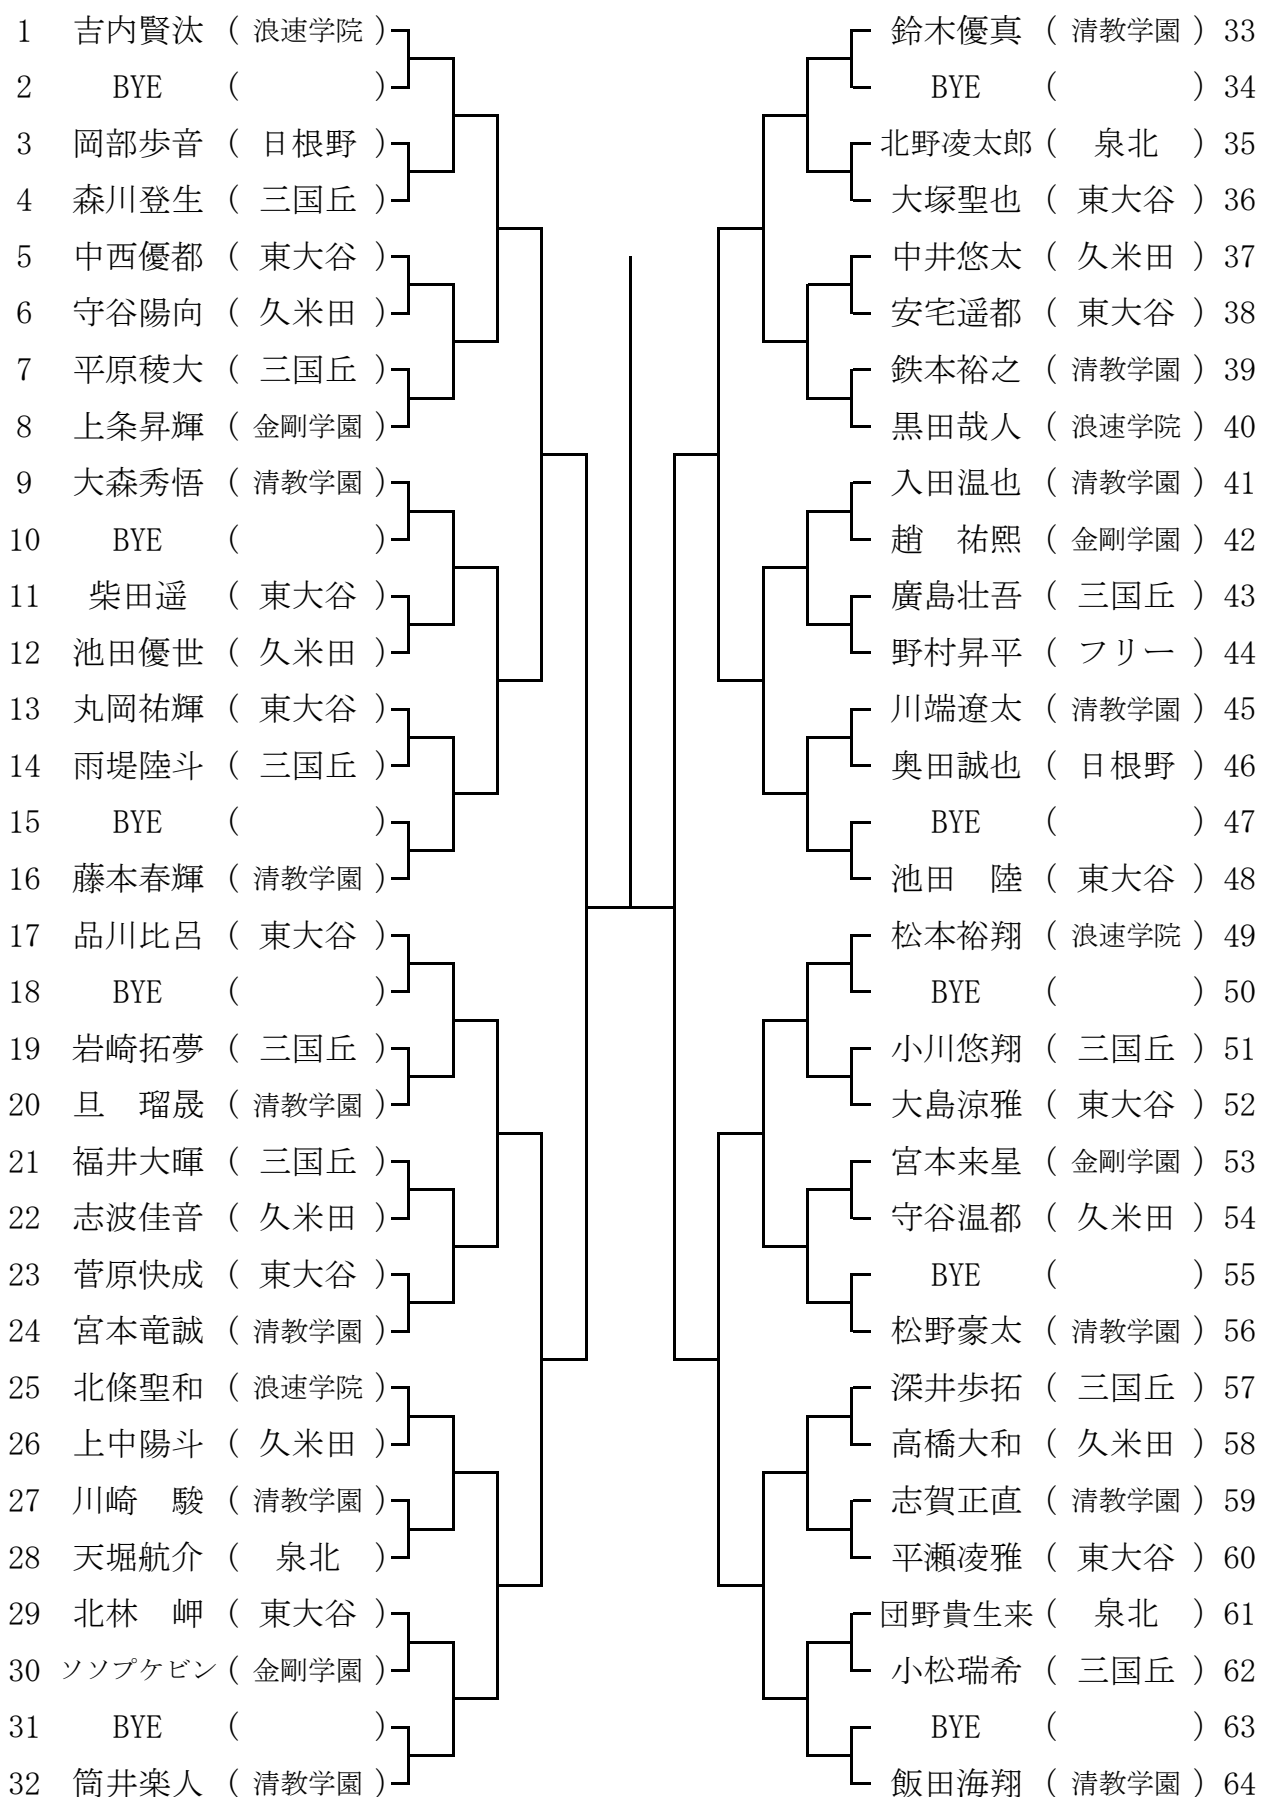 1 吉内賢汰 ( 浪速学院 )
2 BYE ( )
3 岡部歩音 ( 日根野 )
4 森川登生 ( 三国丘 )
5 中西優都 ( 東大谷 )
6 守谷陽向 ( 久米田 )
7 平原稜大 ( 三国丘 )
8 上条昇輝 ( 金剛学園 )
9 大森秀悟 ( 清教学園 )
10 BYE ( )
11 柴田遥 ( 東大谷 )
12 池田優世 ( 久米田 )
13 丸岡祐輝 ( 東大谷 )
14 雨堤陸斗 ( 三国丘 )
15 BYE ( )
16 藤本春輝 ( 清教学園 )
17 品川比呂 ( 東大谷 )
18 BYE ( )
19 岩崎拓夢 ( 三国丘 )
20 旦　瑠晟 ( 清教学園 )
21 福井大暉 ( 三国丘 )
22 志波佳音 ( 久米田 )
23 菅原快成 ( 東大谷 )
24 宮本竜誠 ( 清教学園 )
25 北條聖和 ( 浪速学院 )
26 上中陽斗 ( 久米田 )
27 川崎　駿 ( 清教学園 )
28 天堀航介 ( 泉北 )
29 北林　岬 ( 東大谷 )
30 ソソプケビン ( 金剛学園 )
31 BYE ( )
32 筒井楽人 ( 清教学園 )
鈴木優真 ( 清教学園 ) 33
BYE ( ) 34
北野凌太郎 ( 泉北 ) 35
大塚聖也 ( 東大谷 ) 36
中井悠太 ( 久米田 ) 37
安宅遥都 ( 東大谷 ) 38
鉄本裕之 ( 清教学園 ) 39
黒田哉人 ( 浪速学院 ) 40
入田温也 ( 清教学園 ) 41
趙　祐熙 ( 金剛学園 ) 42
廣島壮吾 ( 三国丘 ) 43
野村昇平 ( フリー ) 44
川端遼太 ( 清教学園 ) 45
奥田誠也 ( 日根野 ) 46
BYE ( ) 47
池田　陸 ( 東大谷 ) 48
松本裕翔 ( 浪速学院 ) 49
BYE ( ) 50
小川悠翔 ( 三国丘 ) 51
大島涼雅 ( 東大谷 ) 52
宮本来星 ( 金剛学園 ) 53
守谷温都 ( 久米田 ) 54
BYE ( ) 55
松野豪太 ( 清教学園 ) 56
深井歩拓 ( 三国丘 ) 57
高橋大和 ( 久米田 ) 58
志賀正直 ( 清教学園 ) 59
平瀬凌雅 ( 東大谷 ) 60
団野貴生来 ( 泉北 ) 61
小松瑞希 ( 三国丘 ) 62
BYE ( ) 63
飯田海翔 ( 清教学園 ) 64